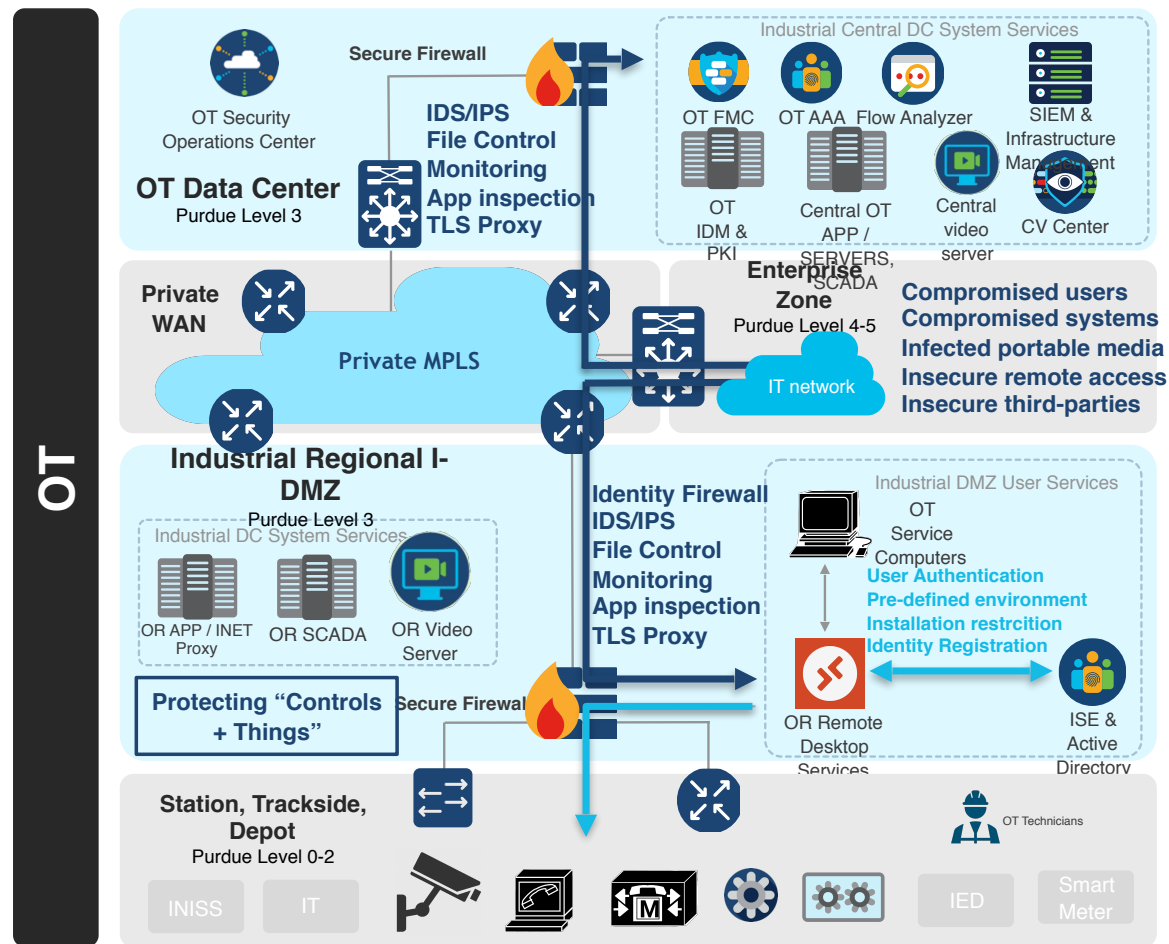 OT
Secure Firewall
OT Security
Operations Center
OT Data Center
Purdue Level 3
IDS/IPS
File Control
Monitoring
App inspection
TLS Proxy
Industrial Central DC System Services
OT FMC
OT AAA
Flow Analyzer
SIEM &
Infrastructure
Management
OT
IDM &
PKI
Central OT
APP /
SERVERS,
SCADA
Central
video
server
CV Center
Private
WAN
Private MPLS
Enterprise
Zone
Purdue Level 4-5
IT network
Compromised users
Compromised systems
Infected portable media
Insecure remote access
Insecure third-parties
Industrial Regional I-
DMZ
Purdue Level 3
Industrial DC System Services
OR APP / INET
Proxy
OR SCADA
OR Video
Server
Protecting “Controls
+ Things”
Secure Firewall
Identity Firewall
IDS/IPS
File Control
Monitoring
App inspection
TLS Proxy
Industrial DMZ User Services
OT
Service
Computers
User Authentication
Pre-defined environment
Installation restrcition
Identity Registration
OR Remote
Desktop
Services
ISE &
Active
Directory
Station, Trackside,
Depot
Purdue Level 0-2
OT Technicians
INISS
IT
M
IED
Smart
Meter